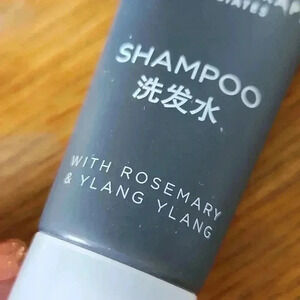 SHAMPOO
洗发水
WITH ROSEMARY
& YLANG YLANG